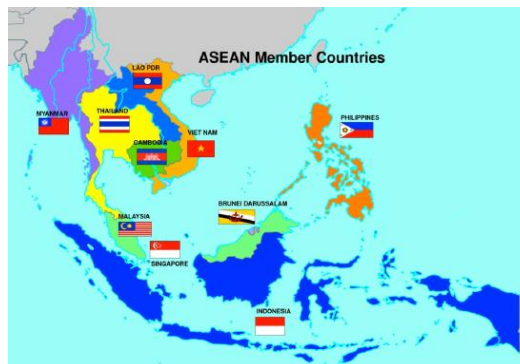 ASEAN Member Countries
LAO PDR
MYANMAR
THAILAND
PHILIPPINES
CAMBODIA
VIET NAM
BRUNEI DARUSSALAM
MALAYSIA
SINGAPORE
INDONESIA